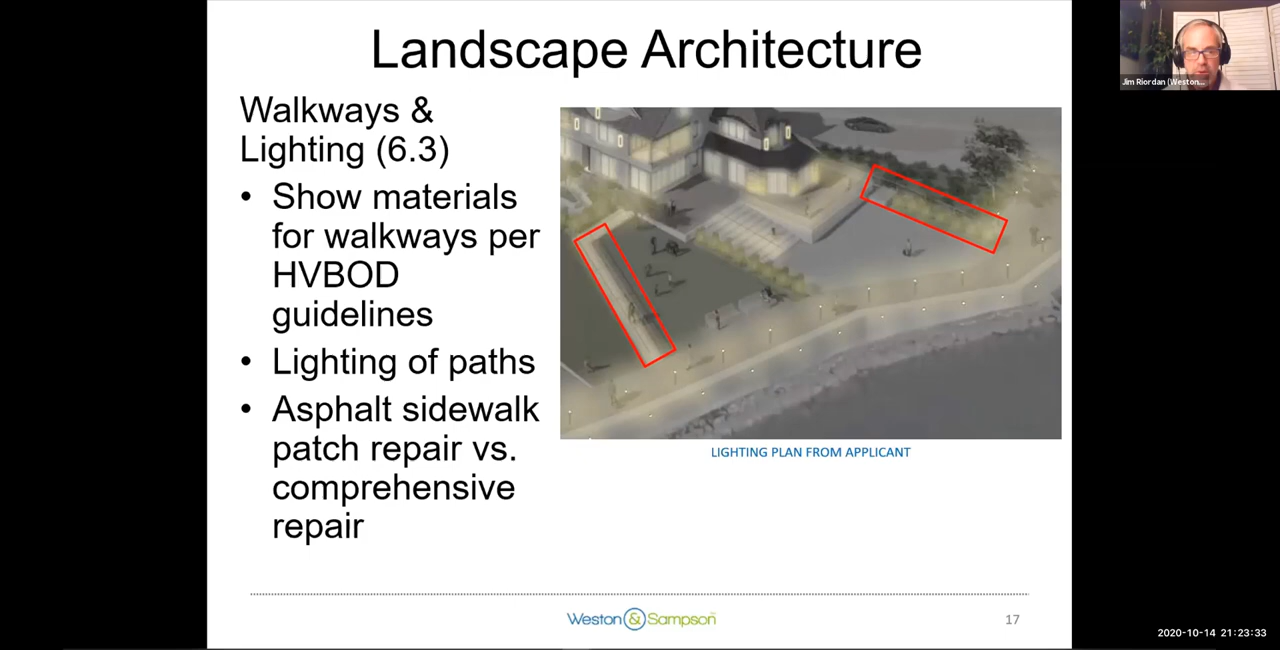 Landscape Architecture
Jim Riordan (Weston...
Walkways &
Lighting (6.3)
• Show materials
for walkways per
HVBOD
guidelines
• Lighting of paths
• Asphalt sidewalk
patch repair vs.
comprehensive
repair
LIGHTING PLAN FROM APPLICANT
Weston & Sampson
17
2020-10-14 21:23:33